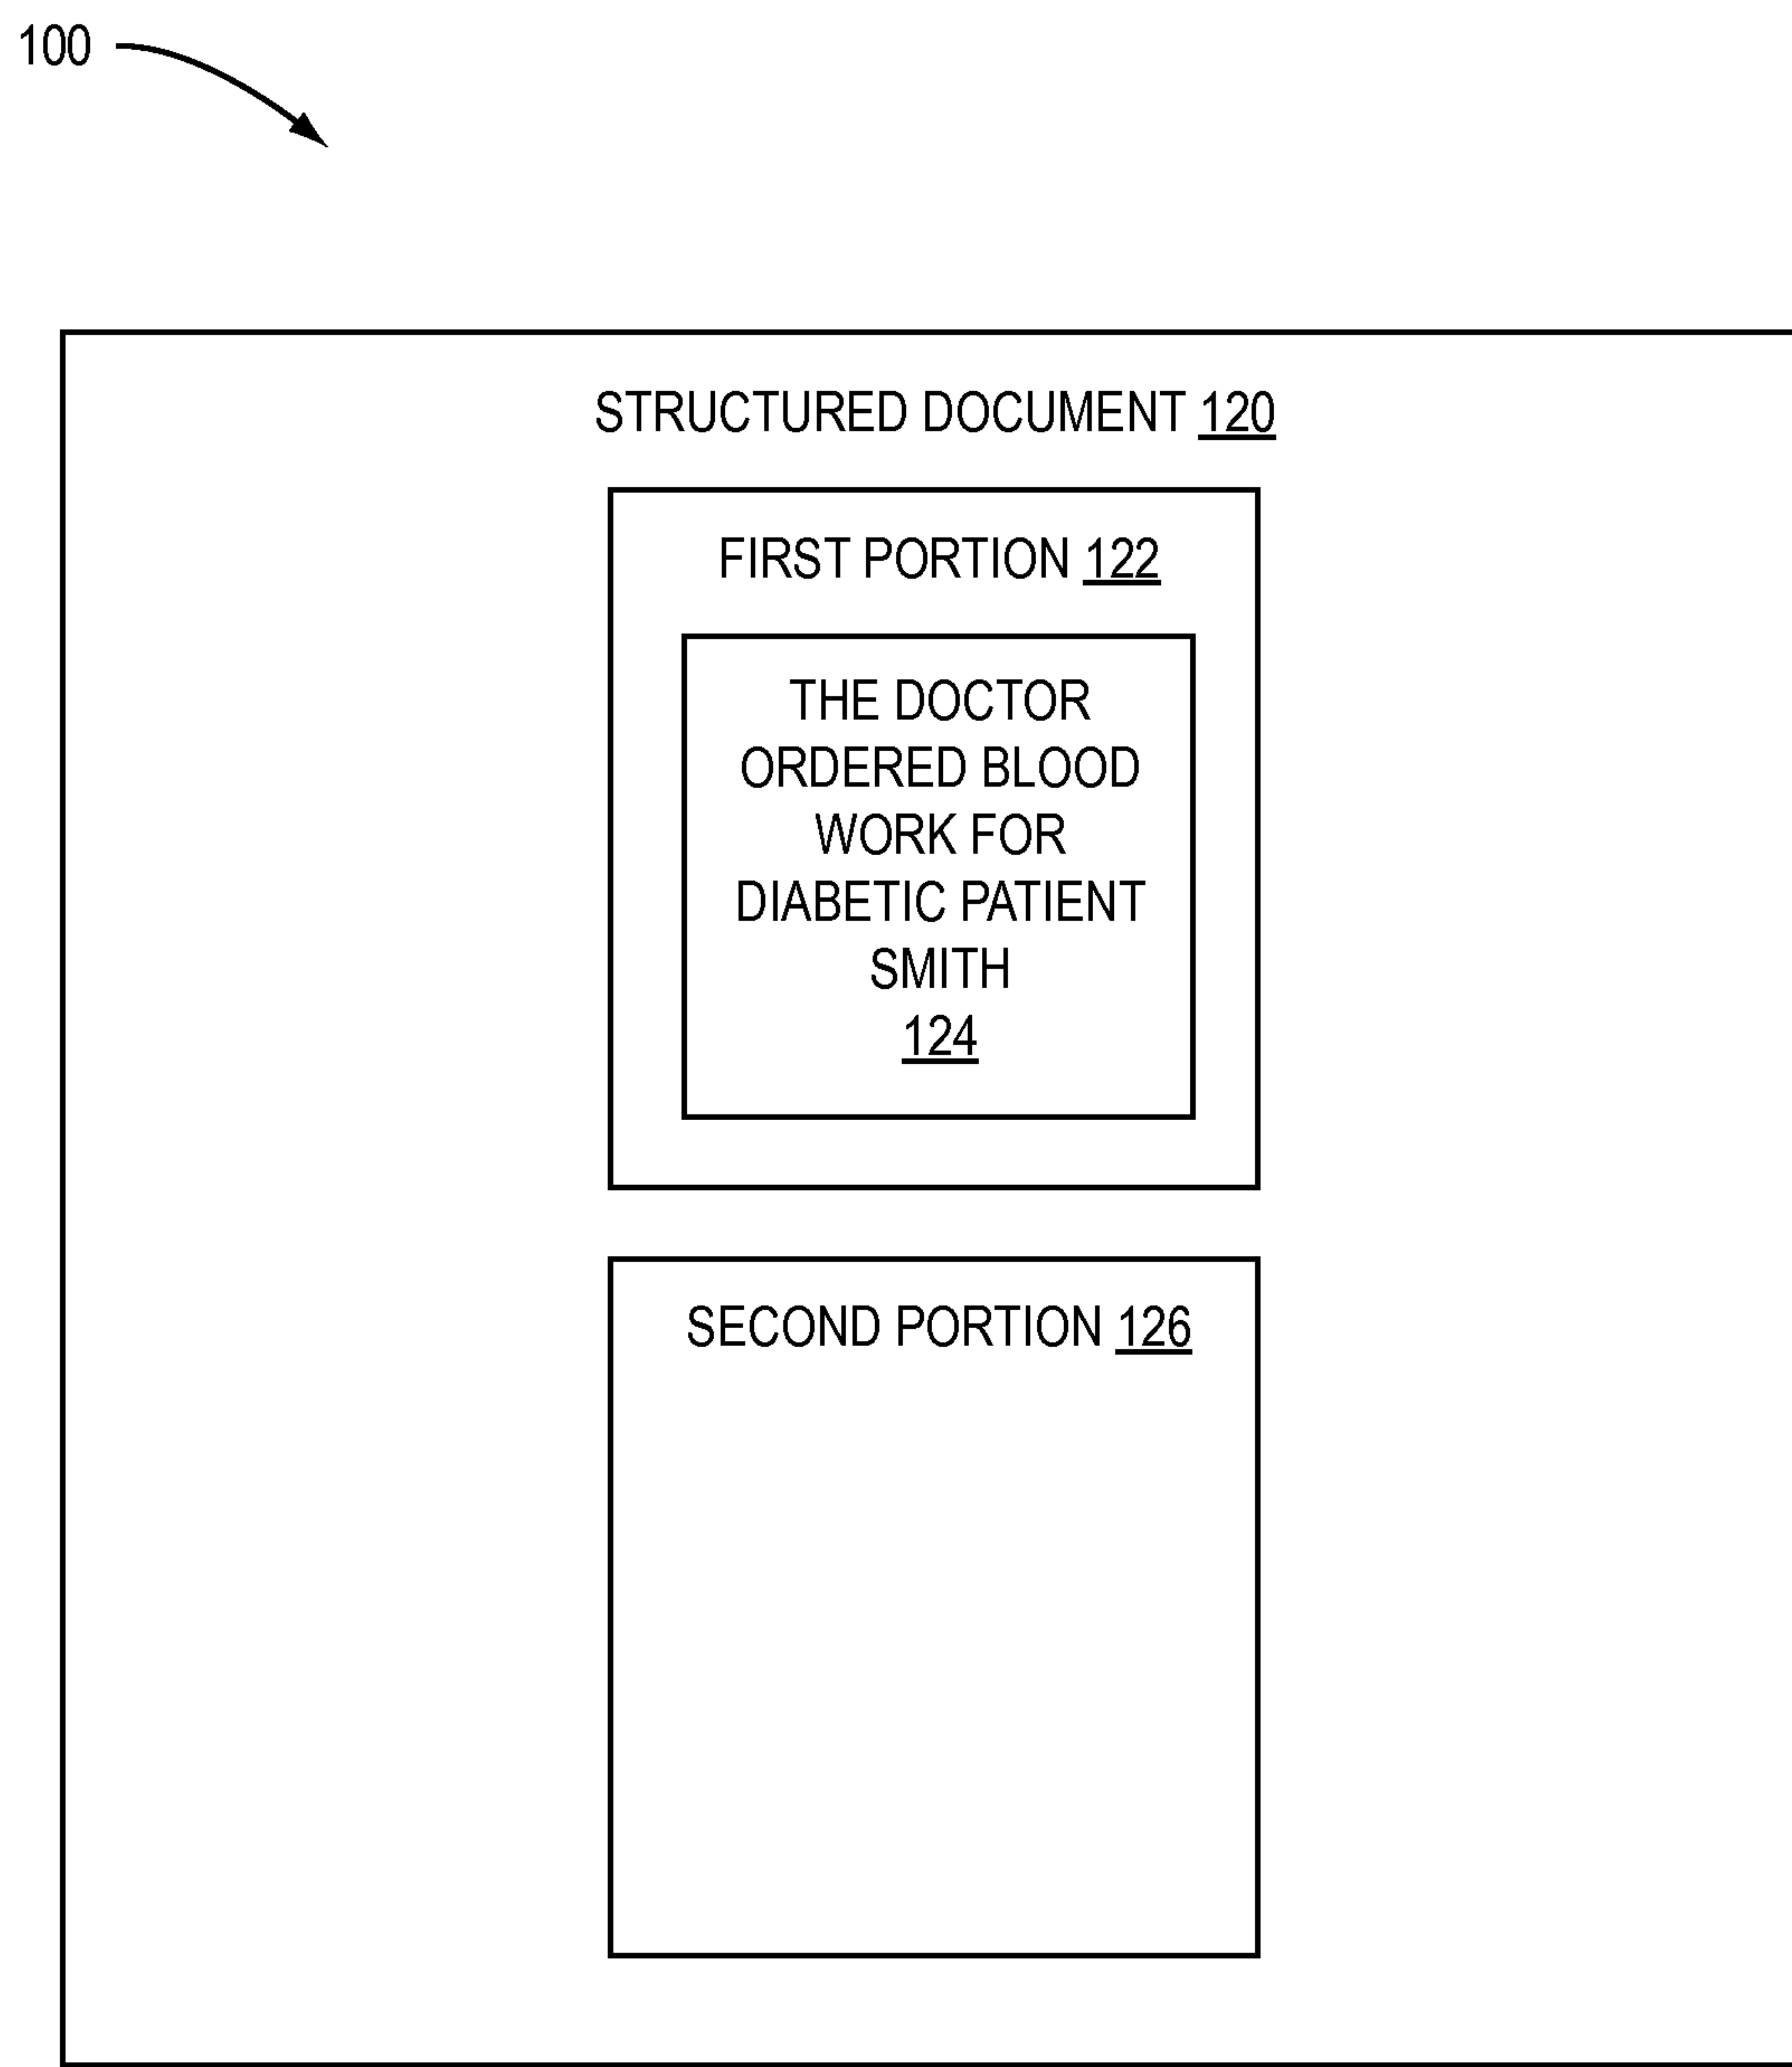 100
STRUCTURED DOCUMENT 120
FIRST PORTION 122
THE DOCTOR
ORDERED BLOOD
WORK FOR
DIABETIC PATIENT
SMITH
124
SECOND PORTION 126